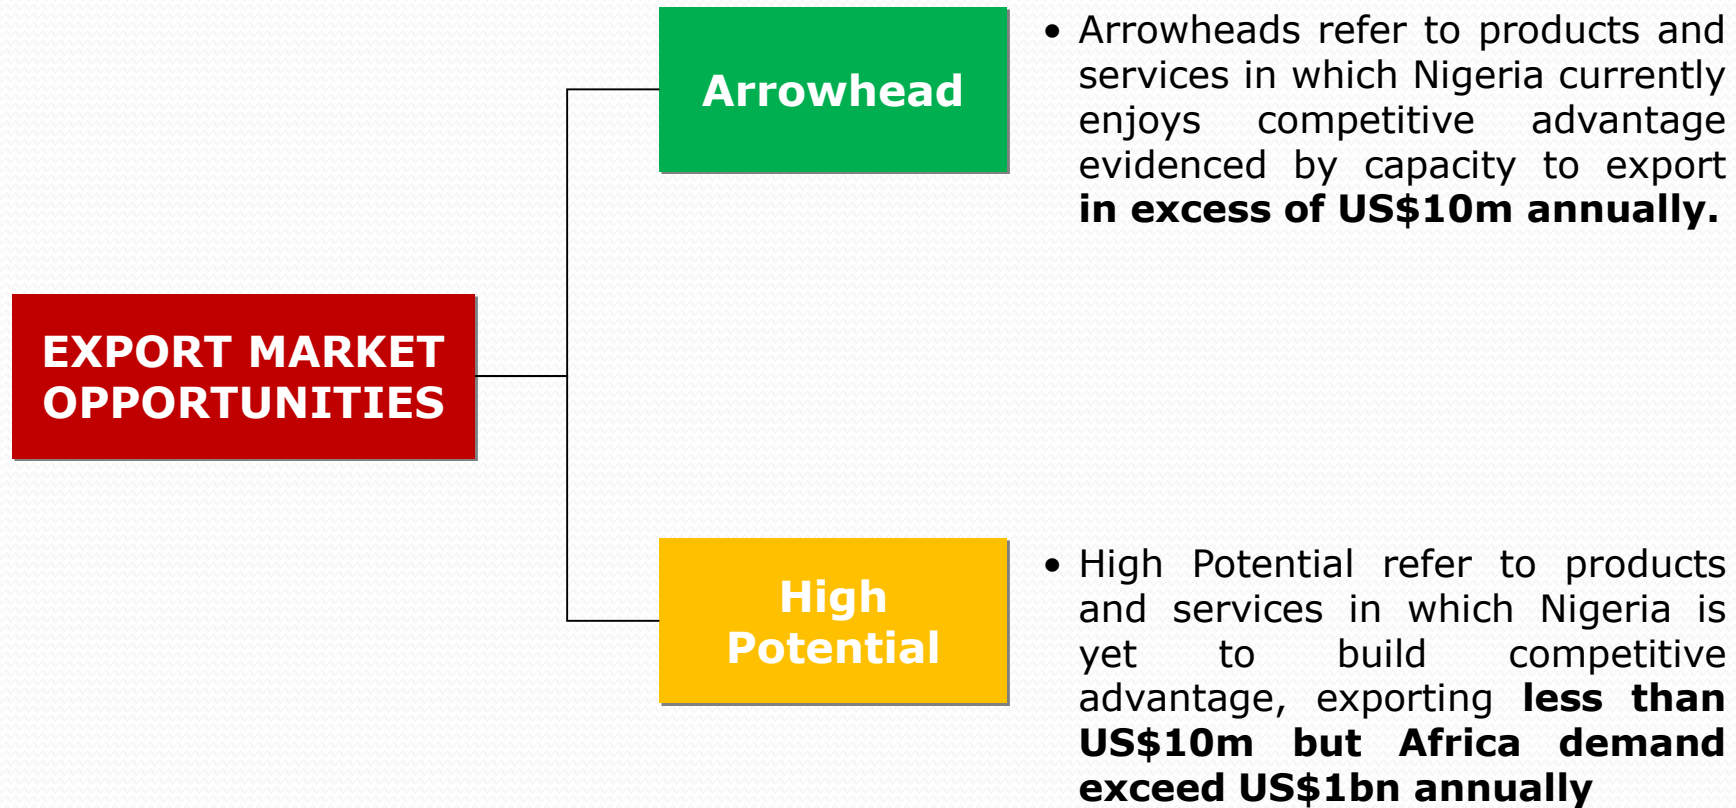 Arrowhead
• Arrowheads refer to products and
services in which Nigeria currently
enjoys competitive advantage
evidenced by capacity to export
in excess of US$10m annually.
EXPORT MARKET
OPPORTUNITIES
High
Potential
• High Potential refer to products
and services in which Nigeria is
yet to build competitive
advantage, exporting less than
US$10m but Africa demand
exceed US$1bn annually